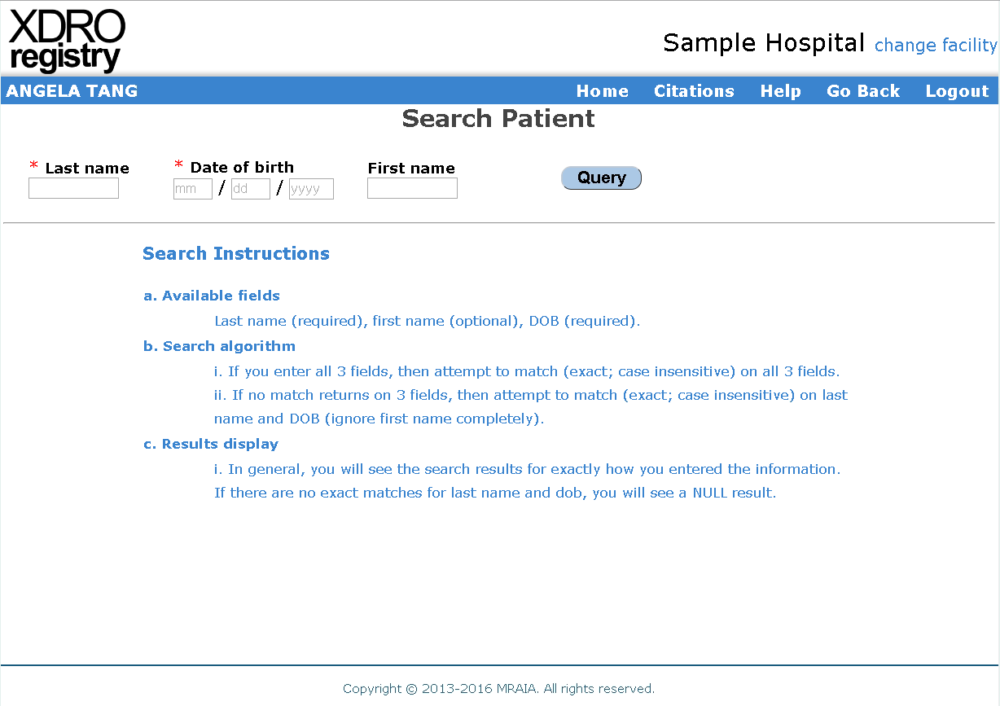 XDRO
registry
Sample Hospital change facility
ANGELA TANG Home Citations Help Go Back Logout
Search Patient
* Last name * Date of birth First name
mm / dd / yyyy Query
Search Instructions
a. Available fields
Last name (required), first name (optional), DOB (required).
b. Search algorithm
i. If you enter all 3 fields, then attempt to match (exact; case insensitive) on all 3 fields.
ii. If no match returns on 3 fields, then attempt to match (exact; case insensitive) on last
name and DOB (ignore first name completely).
c. Results display
i. In general, you will see the search results for exactly how you entered the information.
If there are no exact matches for last name and dob, you will see a NULL result.
Copyright © 2013-2016 MRAIA. All rights reserved.